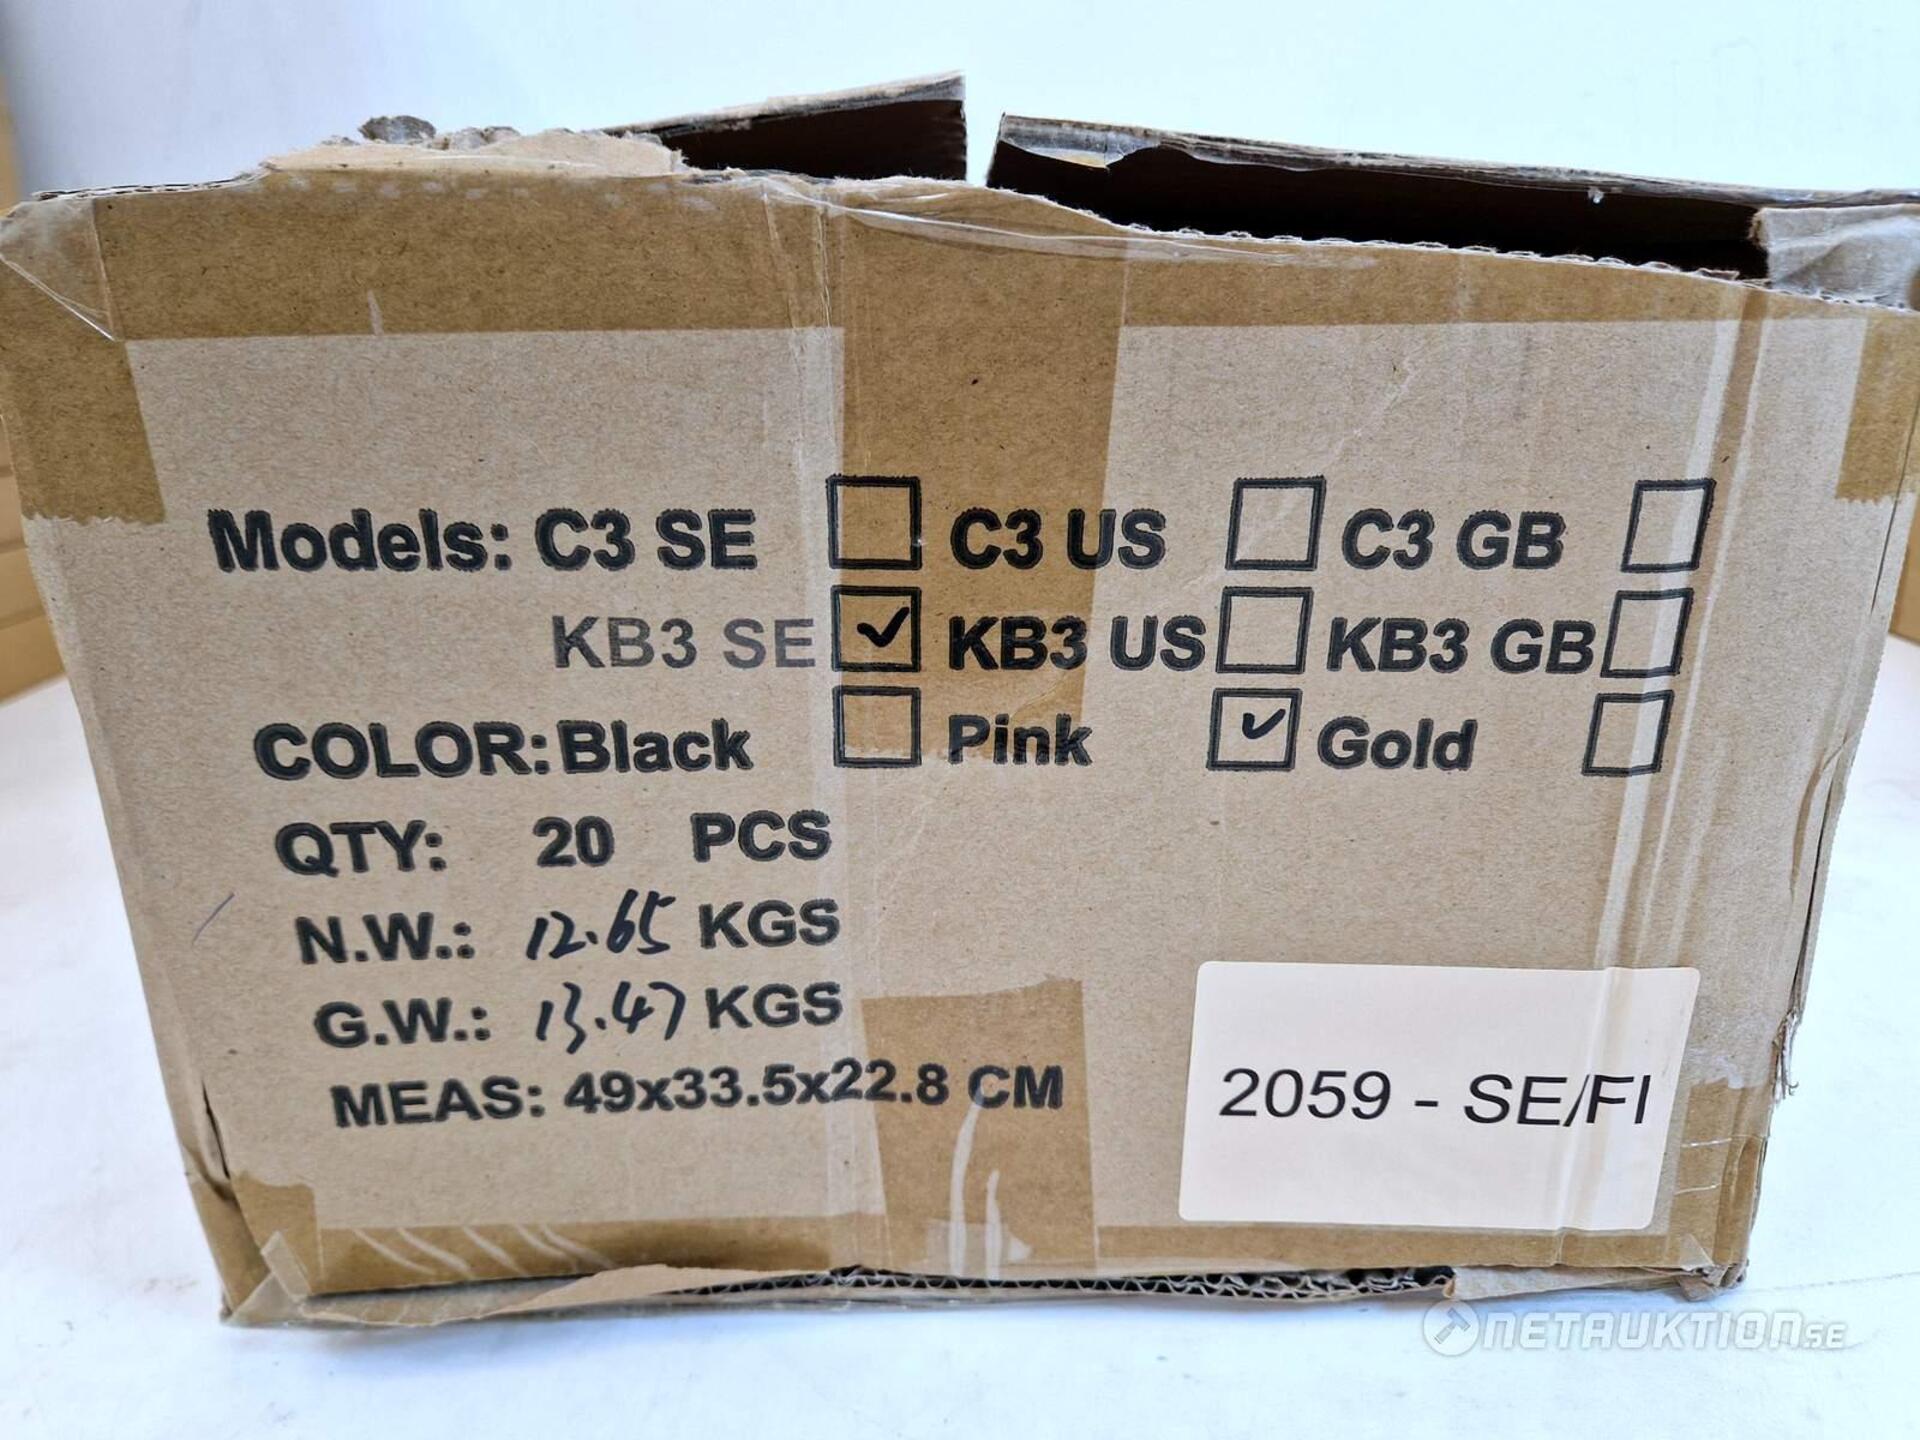 Models: C3 SE ☐ C3 US ☐ C3 GB ☐
KB3 SE ☑ KB3 US ☐ KB3 GB ☐
COLOR: Black ☐ Pink ☑ Gold ☐
QTY: 20 PCS
N.W.: 12.65 KGS
G.W.: 13.47 KGS
MEAS: 49x33.5x22.8 CM
2059 - SE/FI
NETAUKTION.SE